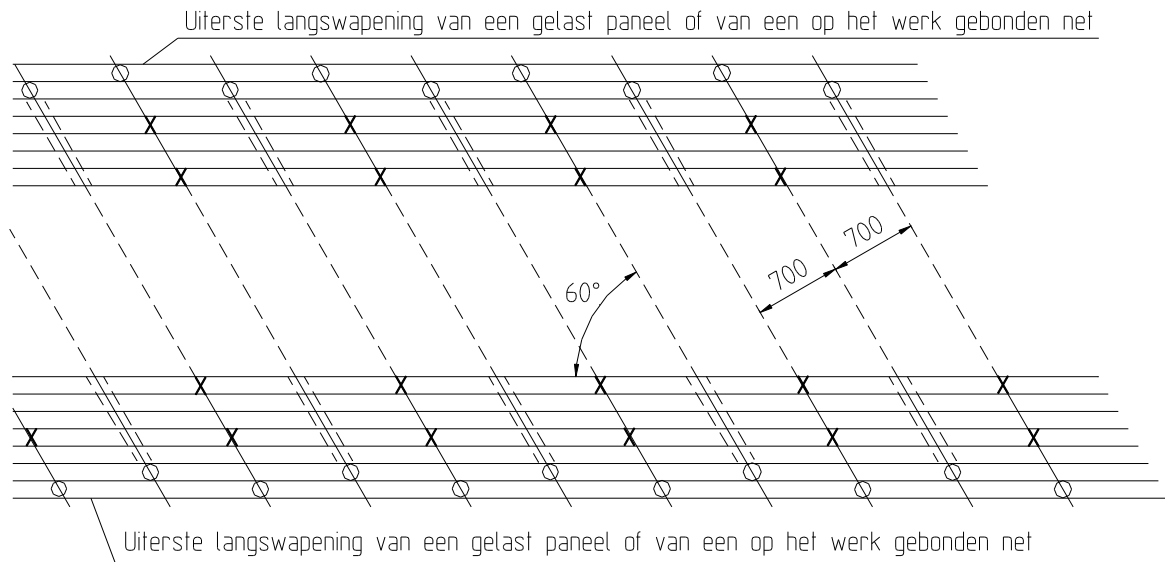 Uiterste langswapening van een gelast paneel of van een op het werk gebonden net
700
700
60°
Uiterste langswapening van een gelast paneel of van een op het werk gebonden net